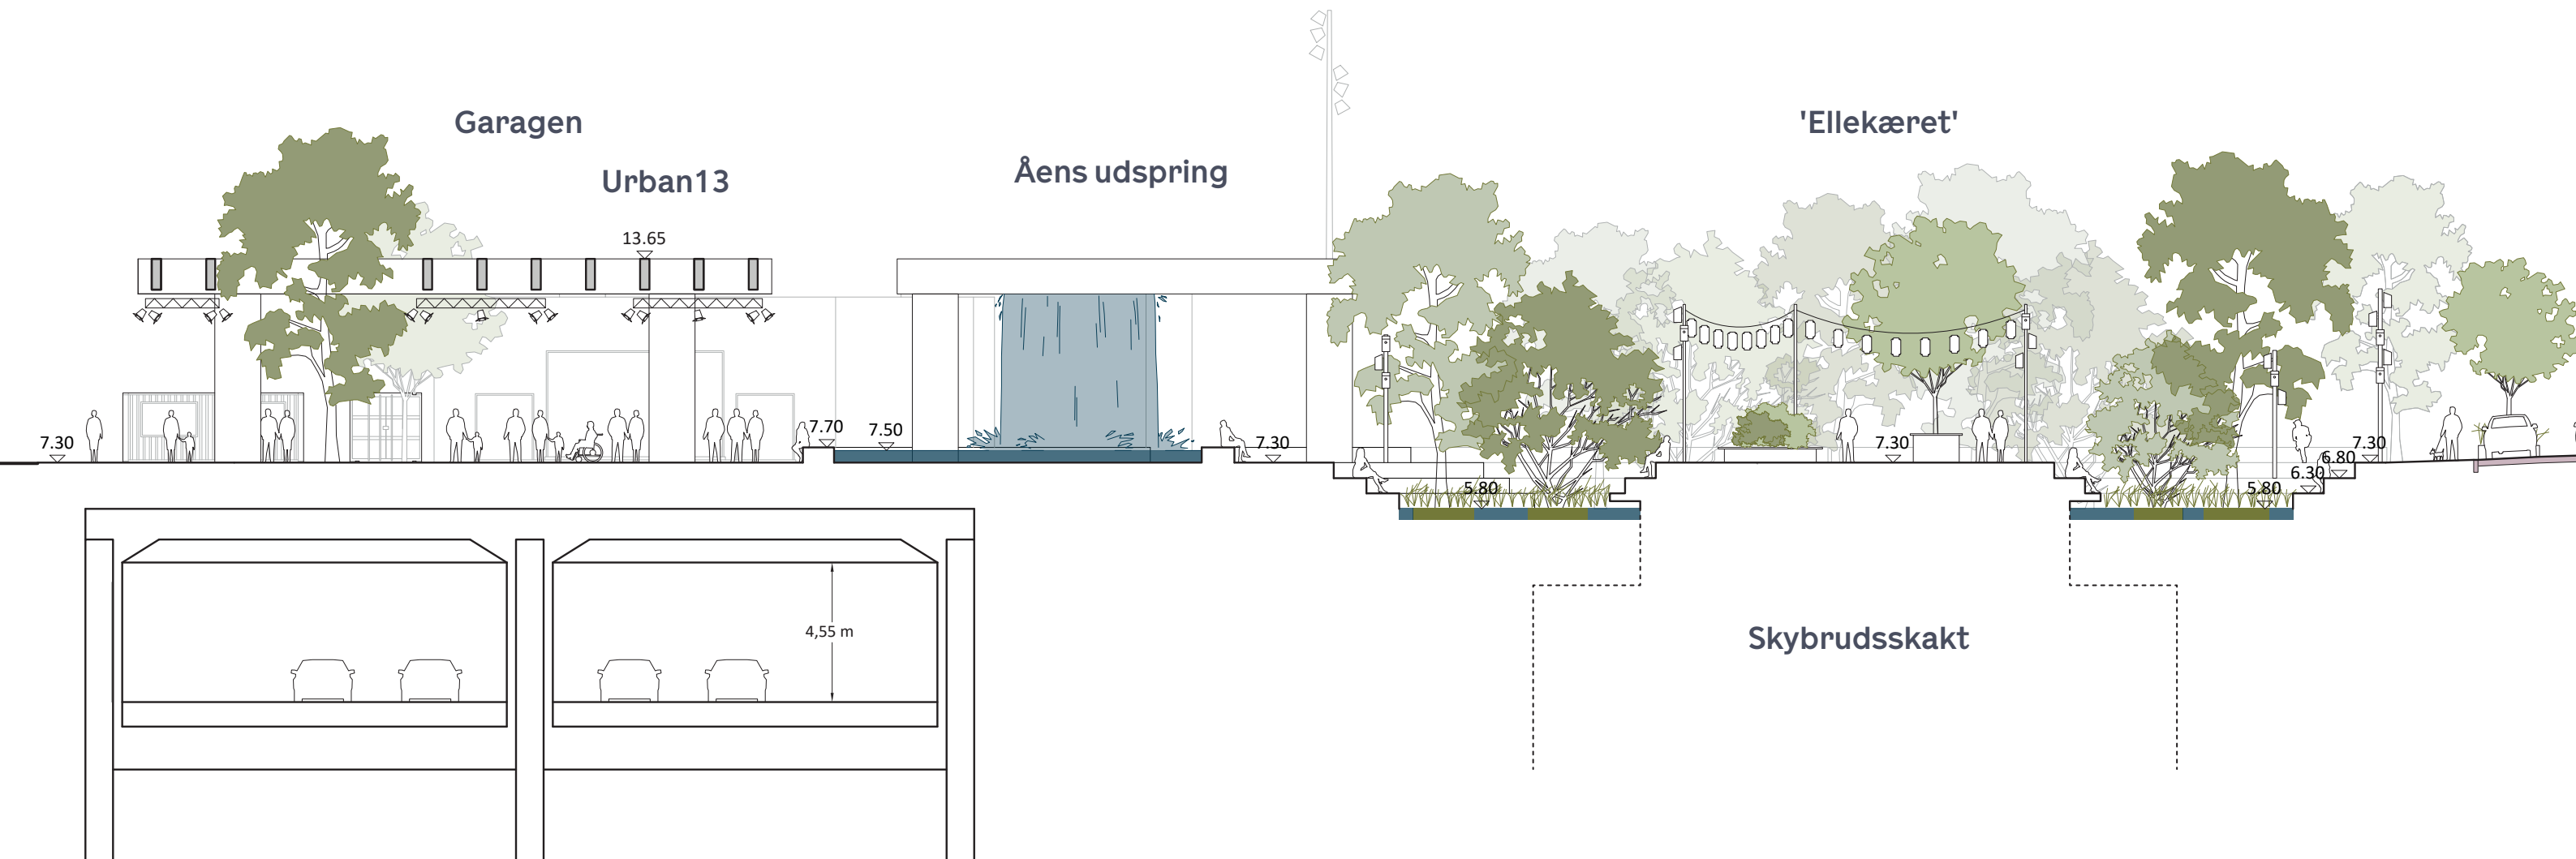 Garagen
'Ellekæret'
Åens udspring
Urban13
13.65
7.30
7.70
7.50
7.30
7.30
7.30
6.80
6.30
5.80
5.80
4,55 m
Skybrudsskakt